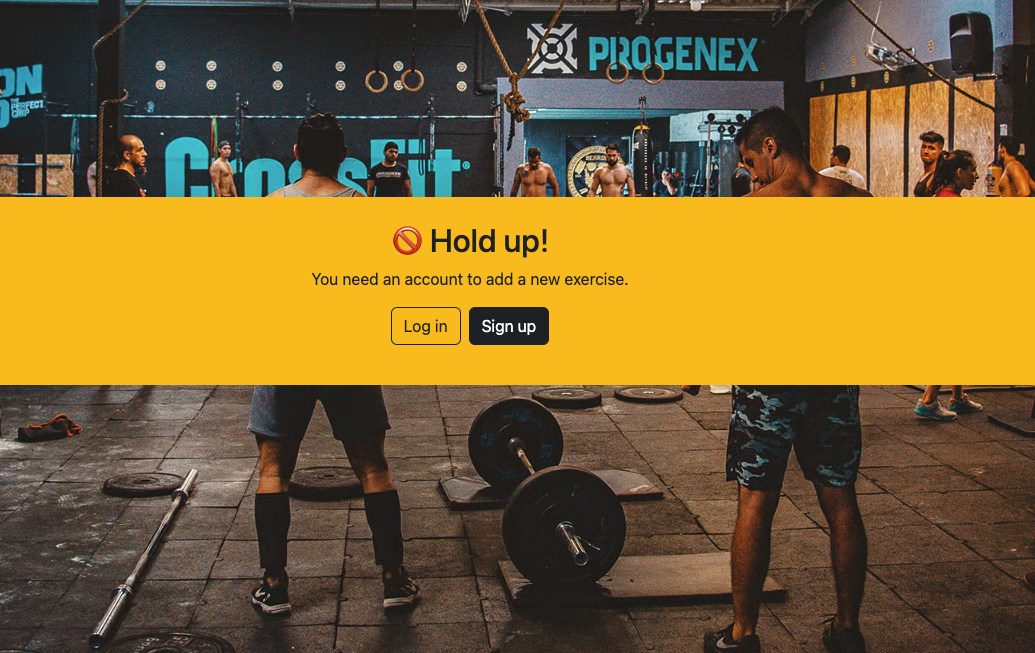 PROGENEX
ON
THE PERFECT
GRIP
CrossFit®
🚫 Hold up!
You need an account to add a new exercise.
Log in
Sign up